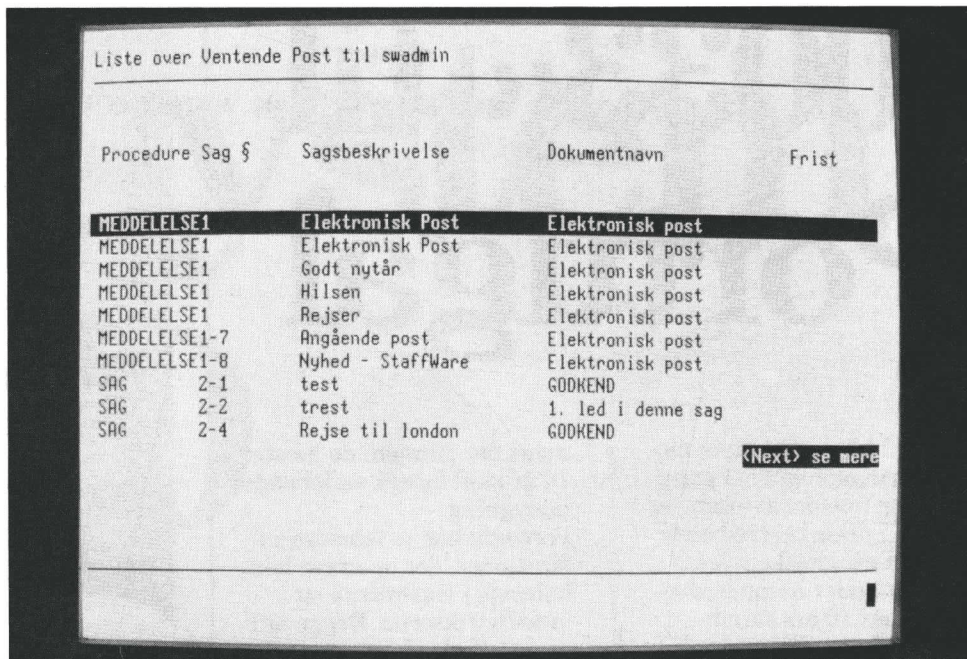 Liste over Ventende Post til swadmin
Procedure Sag § Sagsbeskrivelse Dokumentnavn Frist
MEDDELELSE1 Elektronisk Post Elektronisk post
MEDDELELSE1 Elektronisk Post Elektronisk post
MEDDELELSE1 Godt nytår Elektronisk post
MEDDELELSE1 Hilsen Elektronisk post
MEDDELELSE1 Rejser Elektronisk post
MEDDELELSE1-7 Angående post Elektronisk post
MEDDELELSE1-8 Nyhed - StaffWare Elektronisk post
SAG 2-1 test GODKEND
SAG 2-2 trest 1. led i denne sag
SAG 2-4 Rejse til london GODKEND
<Next> se mere